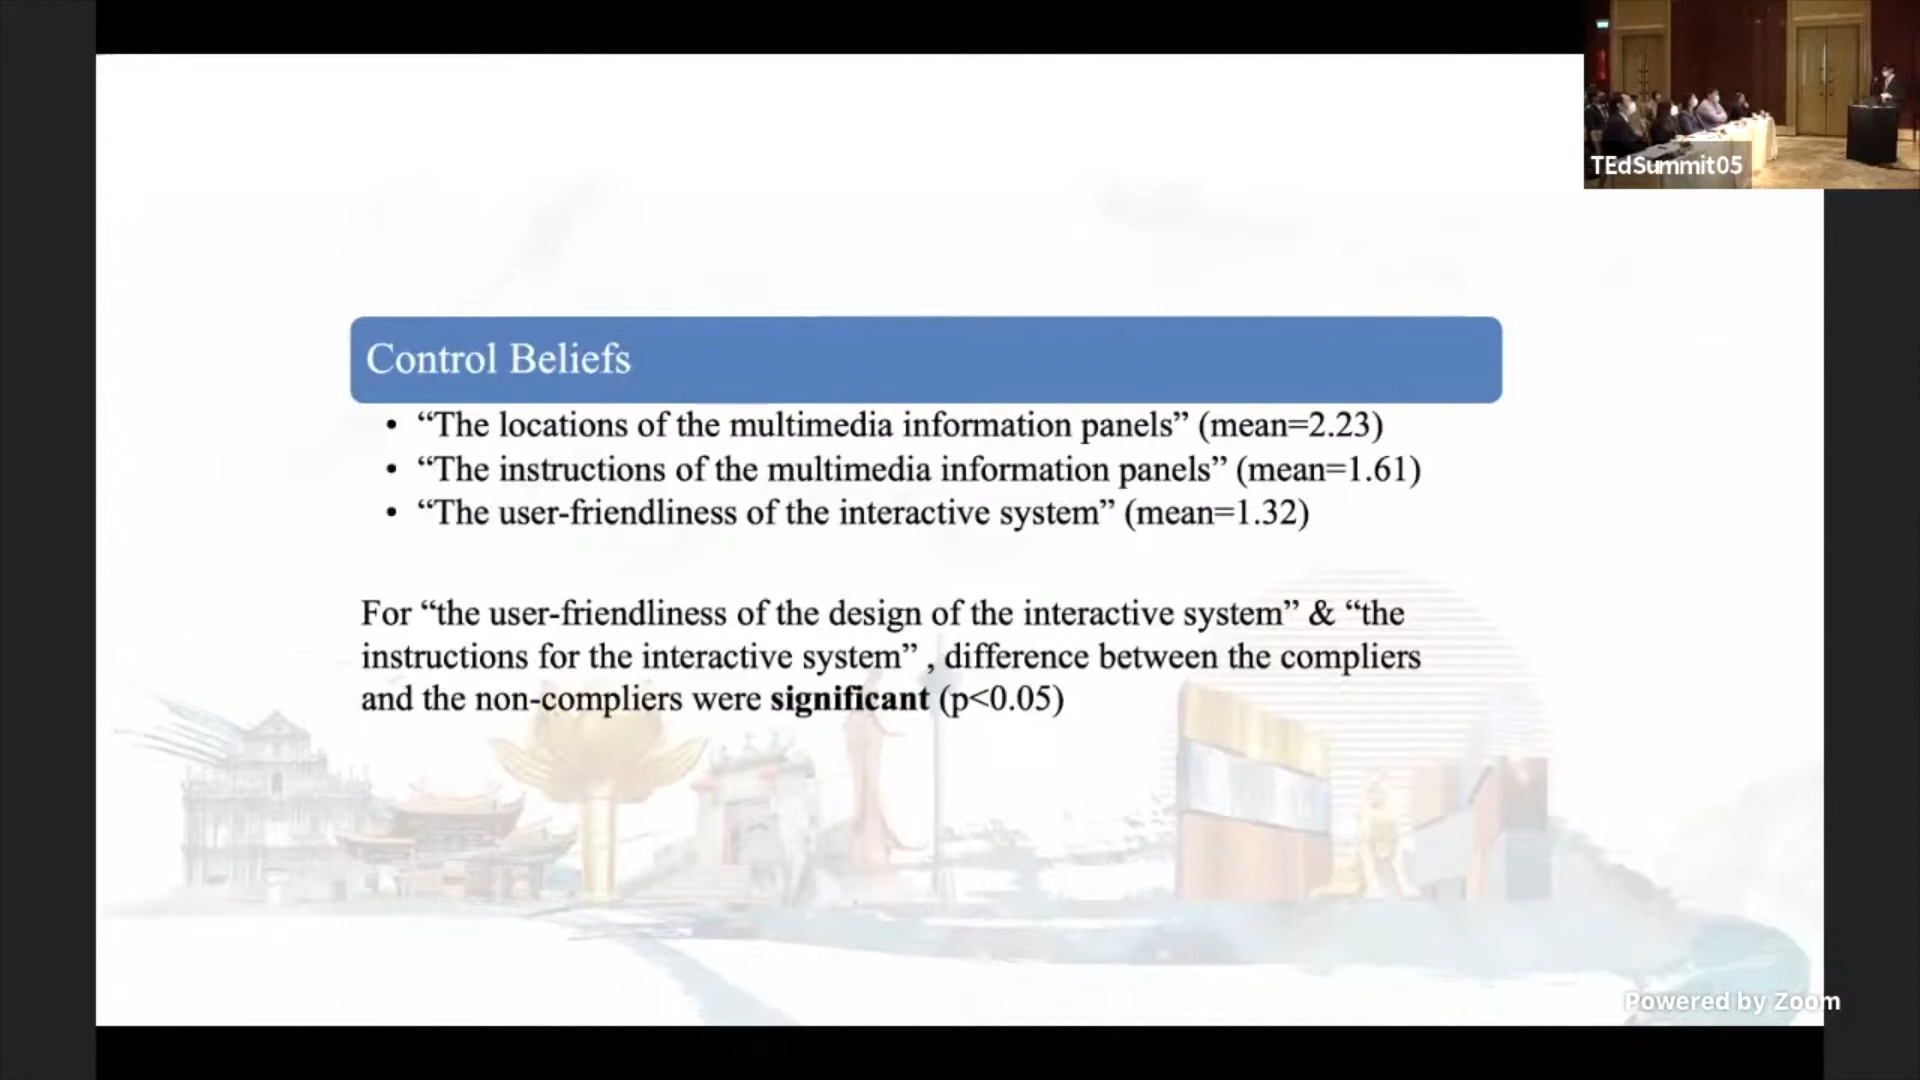 TEdSummit05
Control Beliefs
• “The locations of the multimedia information panels” (mean=2.23)
• “The instructions of the multimedia information panels” (mean=1.61)
• “The user-friendliness of the interactive system” (mean=1.32)
For “the user-friendliness of the design of the interactive system” & “the
instructions for the interactive system” , difference between the compliers
and the non-compliers were significant (p<0.05)
Powered by Zoom